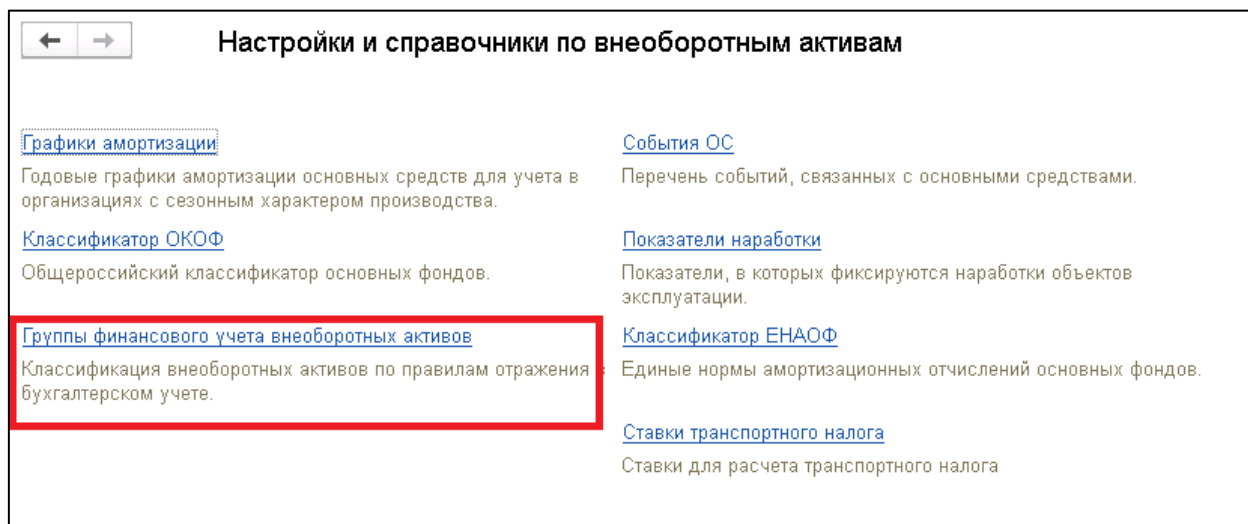 Настройки и справочники по внеоборотным активам
Графики амортизации
Годовые графики амортизации основных средств для учета в
организациях с сезонным характером производства.
Классификатор ОКОФ
Общероссийский классификатор основных фондов.
Группы финансового учета внеоборотных активов
Классификация внеоборотных активов по правилам отражения
бухгалтерском учете.
События ОС
Перечень событий, связанных с основными средствами.
Показатели наработки
Показатели, в которых фиксируются наработки объектов
эксплуатации.
Классификатор ЕНАОФ
Единые нормы амортизационных отчислений основных фондов.
Ставки транспортного налога
Ставки для расчета транспортного налога